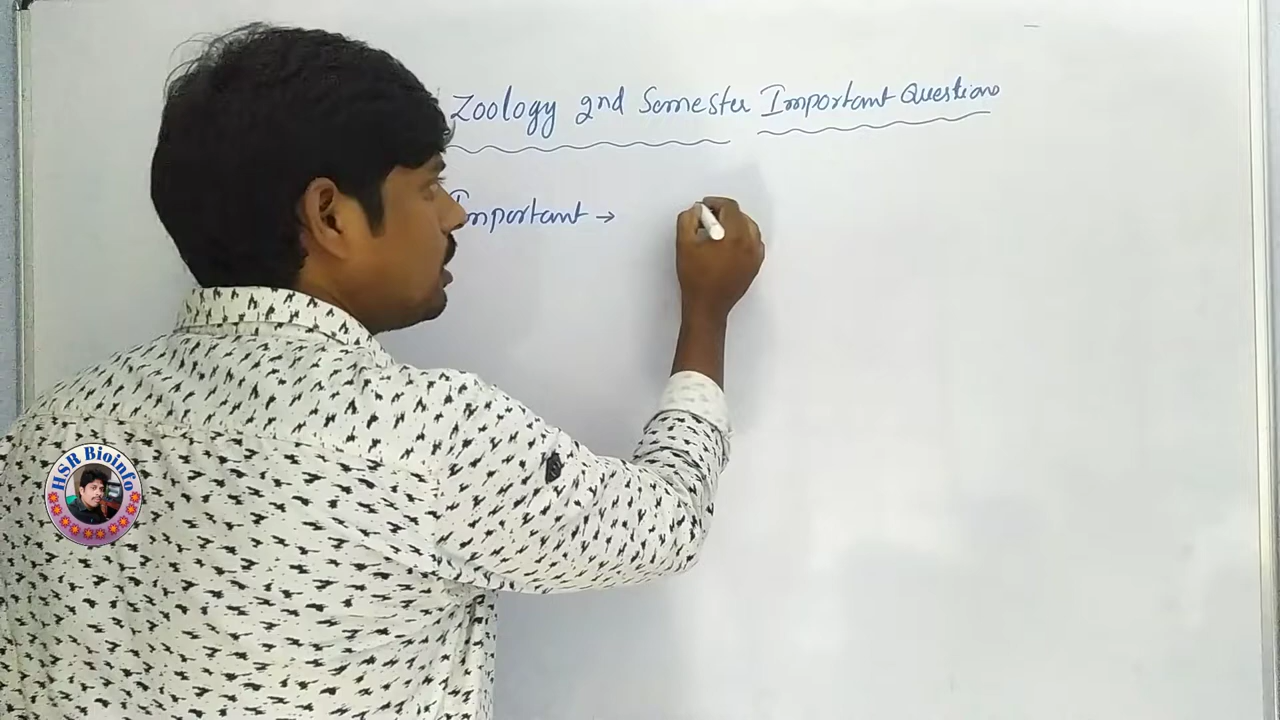 Zoology 2nd Semester Important Questions
Important →
HSR Bioinfo